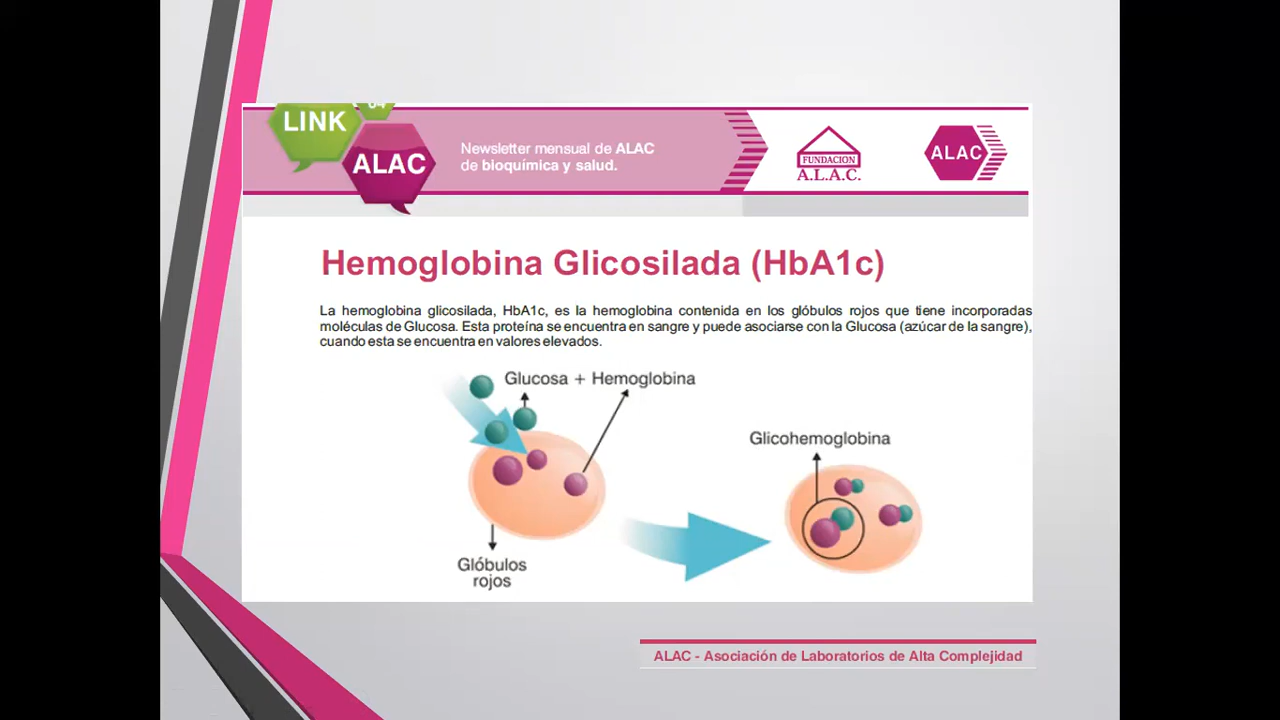 LINK
ALAC
Newsletter mensual de ALAC
de bioquímica y salud.
FUNDACION
A.L.A.C.
ALAC
Hemoglobina Glicosilada (HbA1c)
La hemoglobina glicosilada, HbA1c, es la hemoglobina contenida en los glóbulos rojos que tiene incorporadas
moléculas de Glucosa. Esta proteína se encuentra en sangre y puede asociarse con la Glucosa (azúcar de la sangre),
cuando esta se encuentra en valores elevados.
Glucosa + Hemoglobina
Glicohemoglobina
Glóbulos
rojos
ALAC - Asociación de Laboratorios de Alta Complejidad